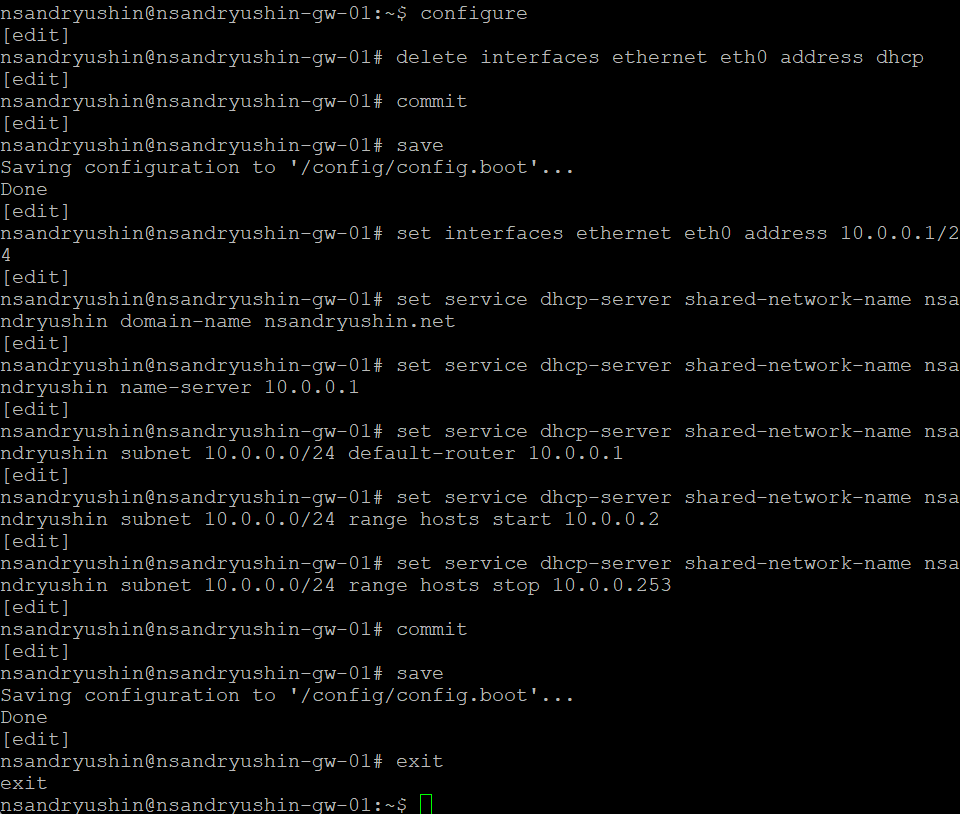 nsandryushin@nsandryushin-gw-01:~$ configure
[edit]
nsandryushin@nsandryushin-gw-01# delete interfaces ethernet eth0 address dhcp
[edit]
nsandryushin@nsandryushin-gw-01# commit
[edit]
nsandryushin@nsandryushin-gw-01# save
Saving configuration to '/config/config.boot'...
Done
[edit]
nsandryushin@nsandryushin-gw-01# set interfaces ethernet eth0 address 10.0.0.1/2
4
[edit]
nsandryushin@nsandryushin-gw-01# set service dhcp-server shared-network-name nsa
ndryushin domain-name nsandryushin.net
[edit]
nsandryushin@nsandryushin-gw-01# set service dhcp-server shared-network-name nsa
ndryushin name-server 10.0.0.1
[edit]
nsandryushin@nsandryushin-gw-01# set service dhcp-server shared-network-name nsa
ndryushin subnet 10.0.0.0/24 default-router 10.0.0.1
[edit]
nsandryushin@nsandryushin-gw-01# set service dhcp-server shared-network-name nsa
ndryushin subnet 10.0.0.0/24 range hosts start 10.0.0.2
[edit]
nsandryushin@nsandryushin-gw-01# set service dhcp-server shared-network-name nsa
ndryushin subnet 10.0.0.0/24 range hosts stop 10.0.0.253
[edit]
nsandryushin@nsandryushin-gw-01# commit
[edit]
nsandryushin@nsandryushin-gw-01# save
Saving configuration to '/config/config.boot'...
Done
[edit]
nsandryushin@nsandryushin-gw-01# exit
exit
nsandryushin@nsandryushin-gw-01:~$